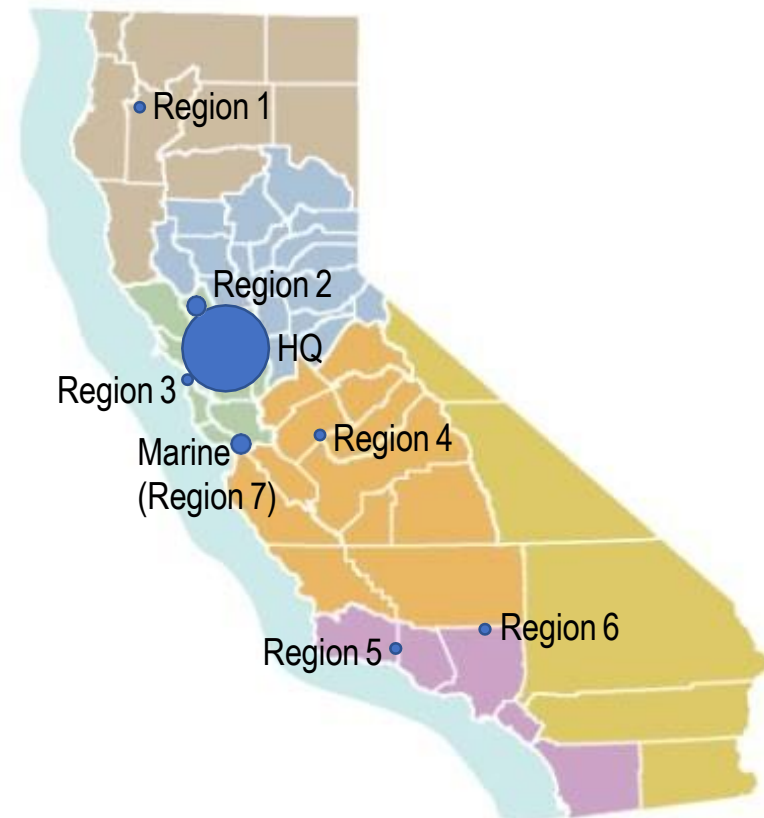 Region 1
Region 2
HQ
Region 3
Region 4
Marine
(Region 7)
Region 6
Region 5